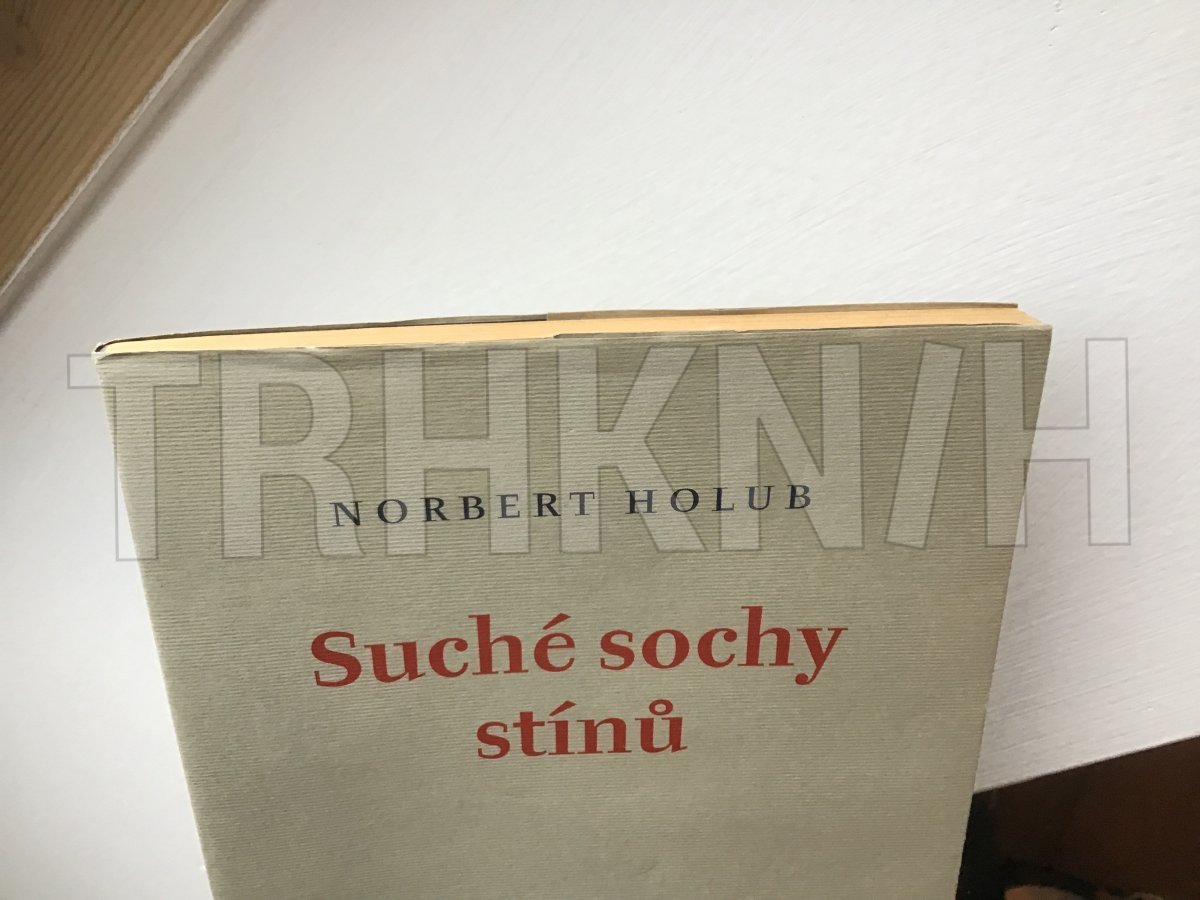 TRHKNIH
NORBERT HOLUB
Suché sochy
stínů